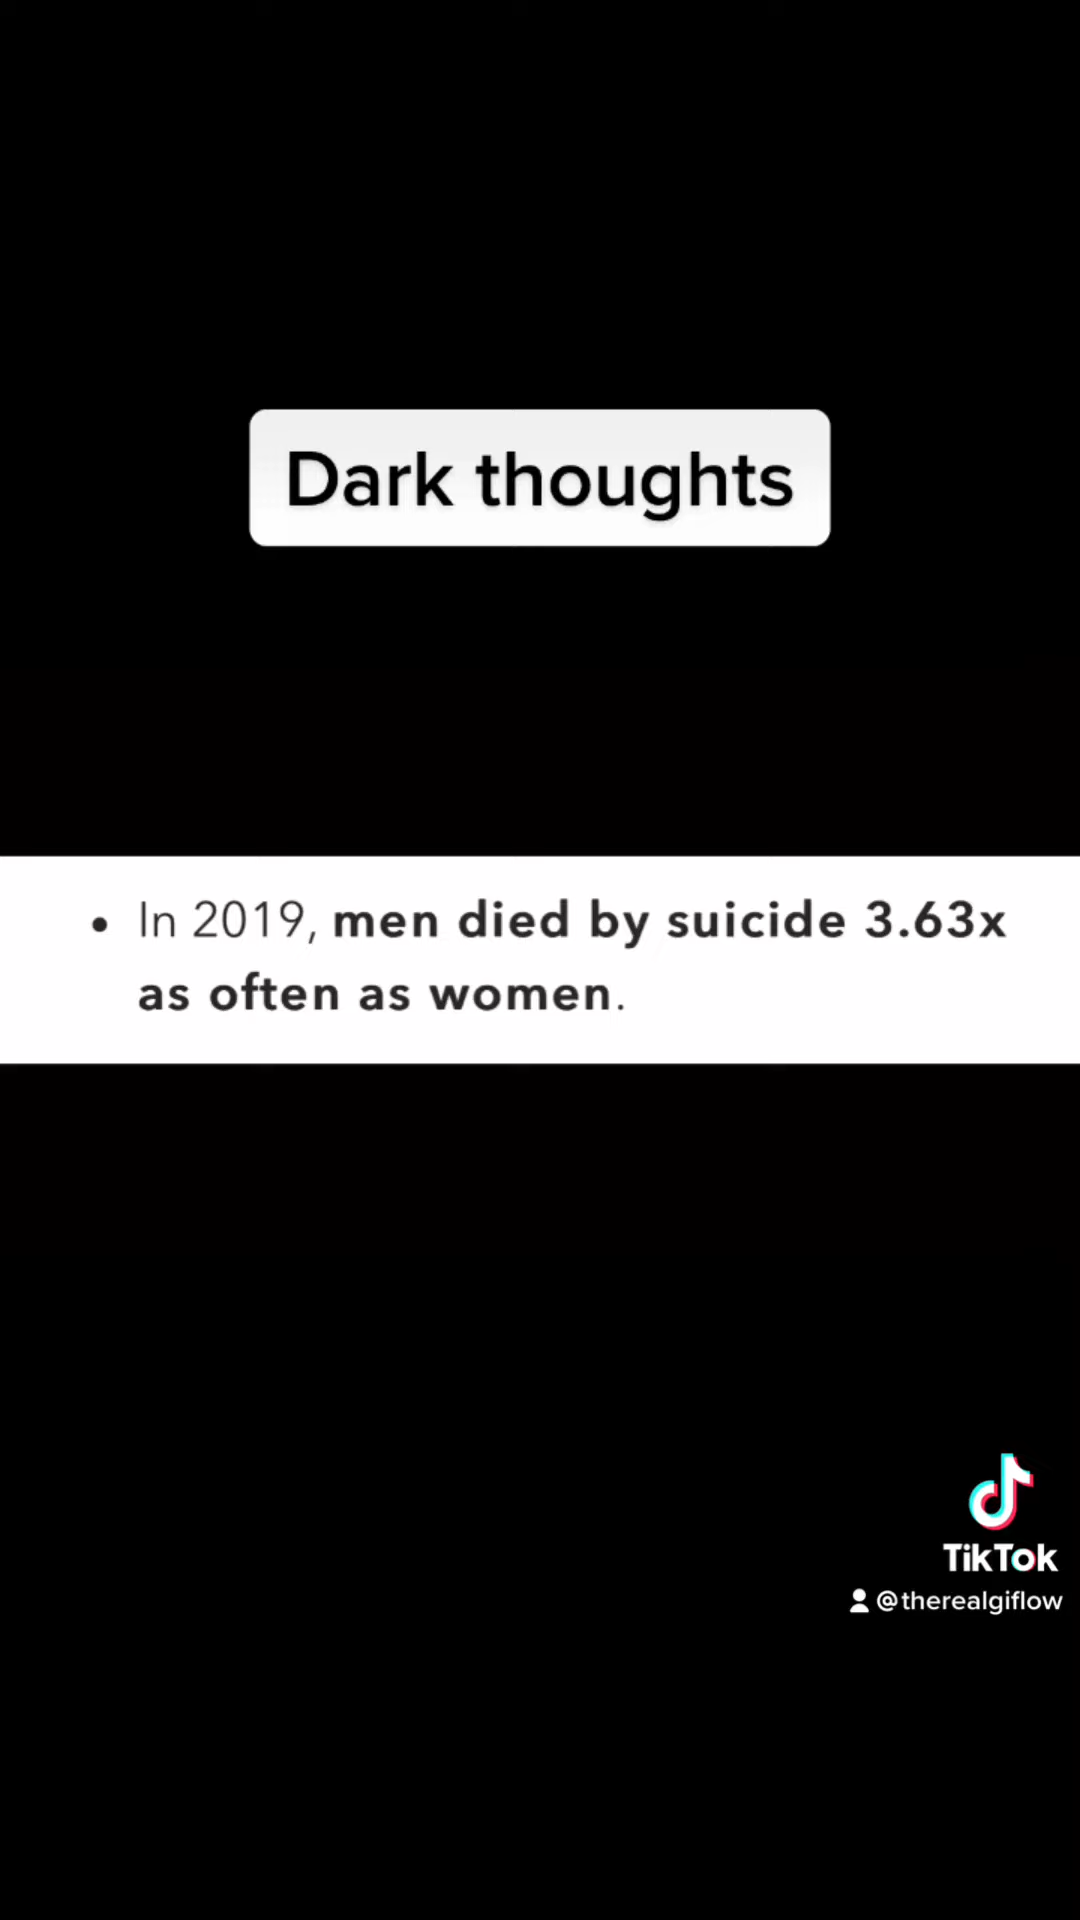 Dark thoughts
• In 2019, men died by suicide 3.63x
as often as women.
TikTok
@therealgiflow